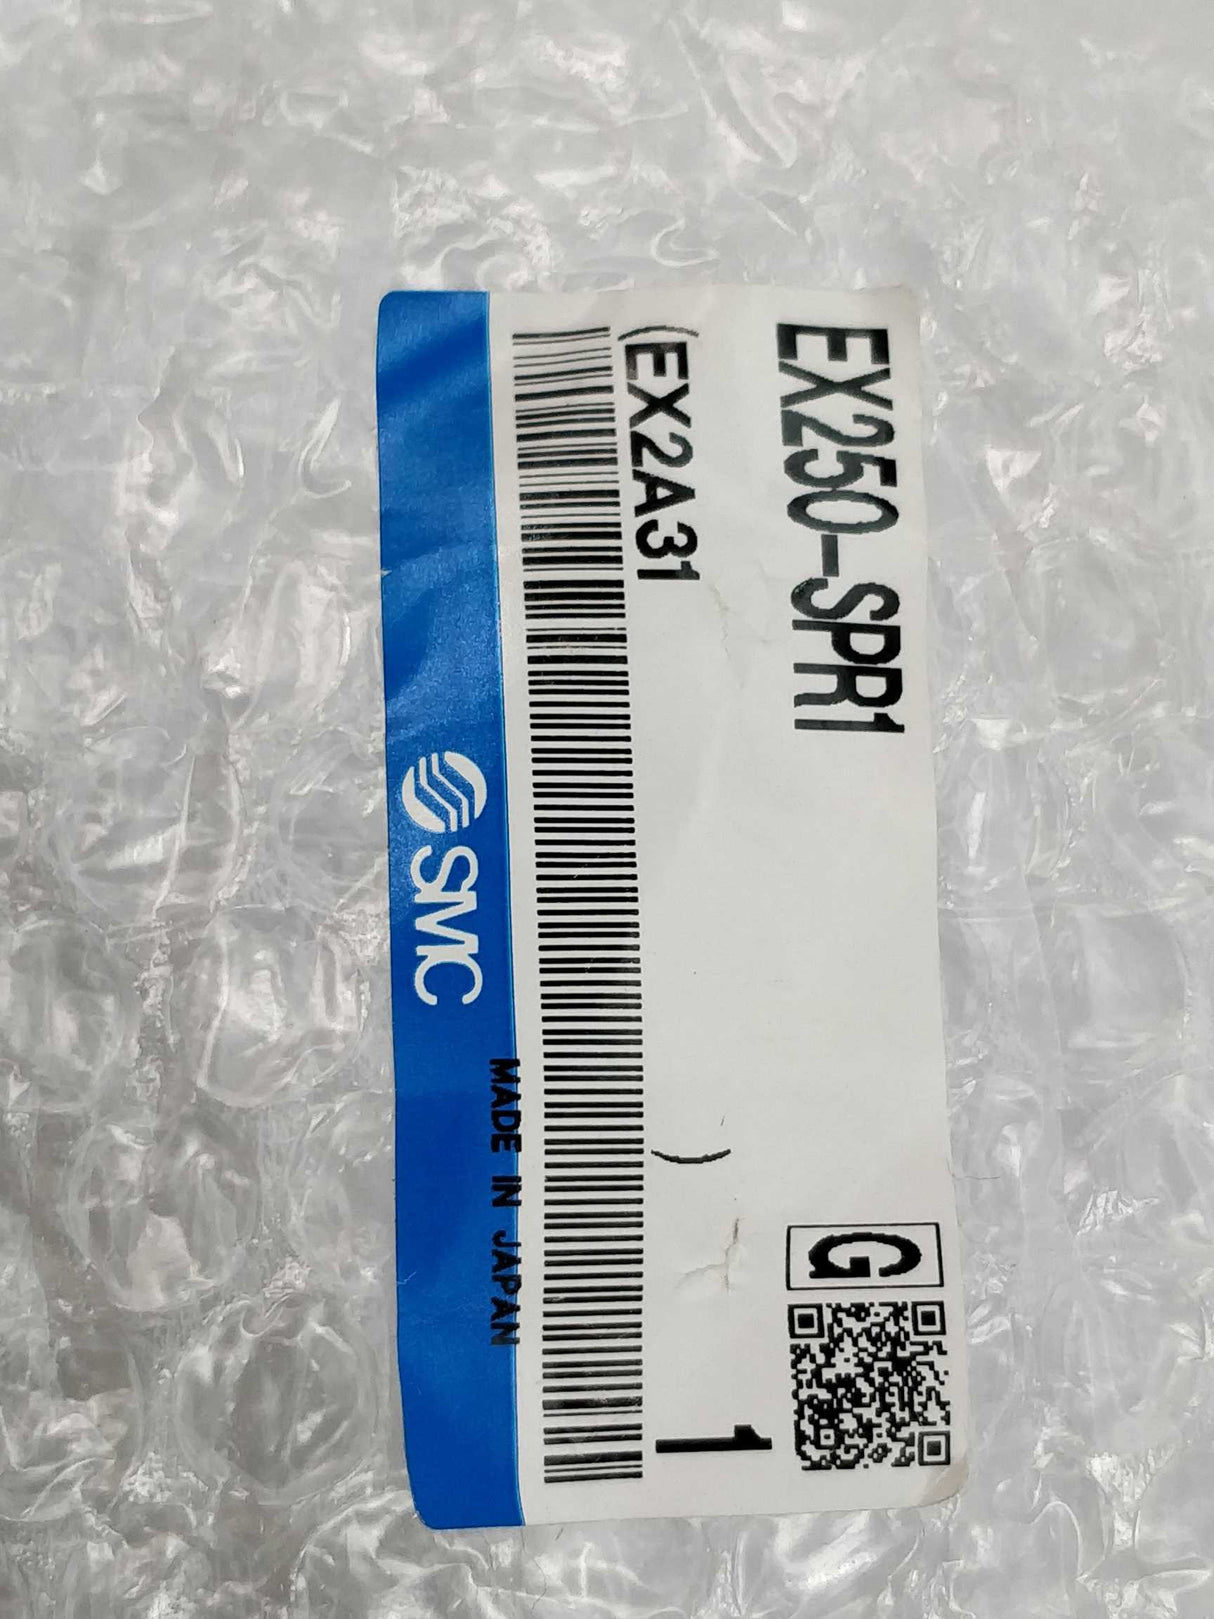 EX250-SPR1
G
(EX2A31 )
1
SMC
MADE IN JAPAN